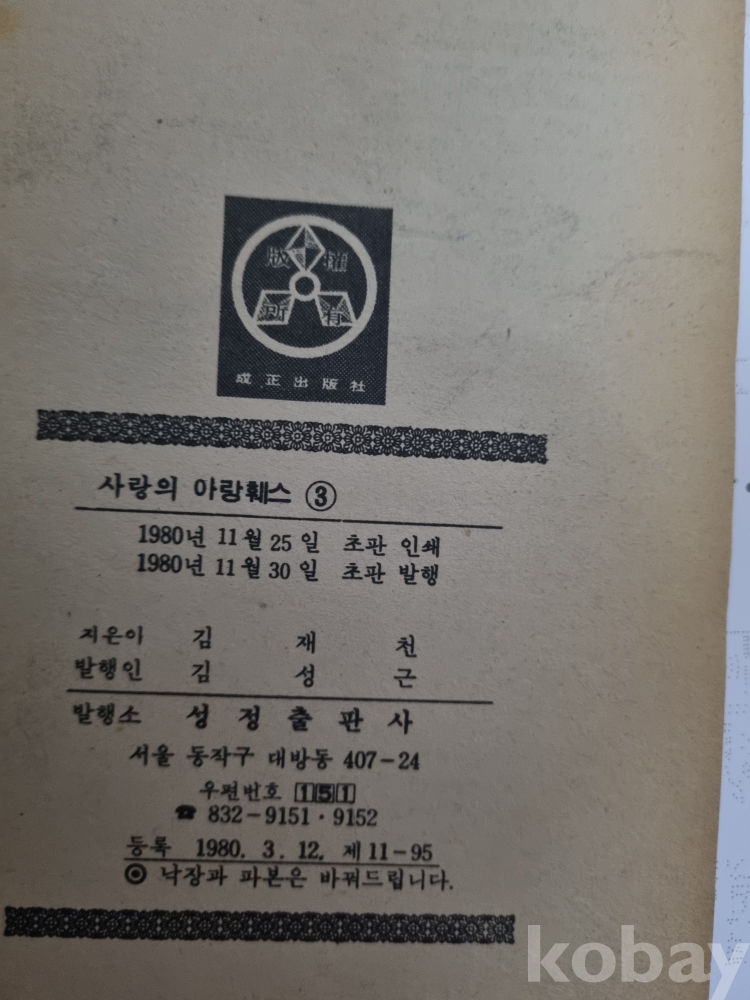 版權
所有
成正出版社
사랑의 아랑훼스 ③
1980년 11월 25일 초판 인쇄
1980년 11월 30일 초판 발행
지은이 김재천
발행인 김성근
발행소 성정출판사
서울 동작구 대방동 407-24
우편번호 151
☎ 832-9151·9152
등록 1980. 3. 12. 제11-95
◎ 낙장과 파본은 바꿔드립니다.
kobay